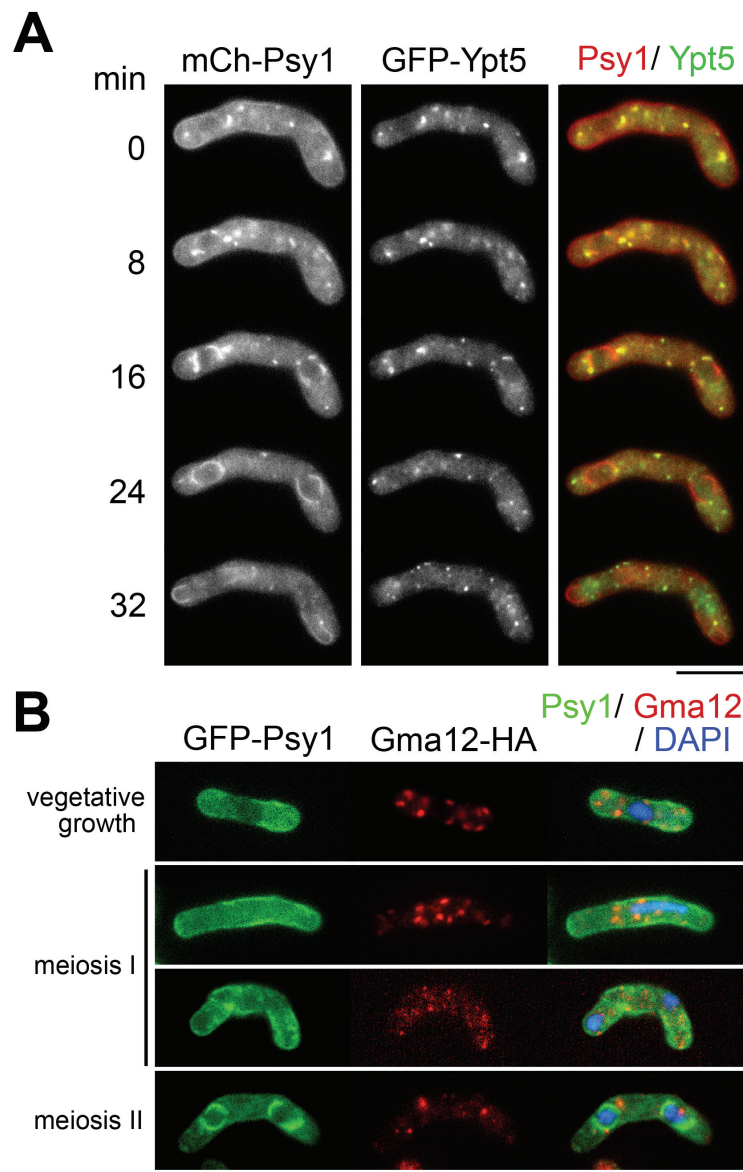 A
mCh-Psy1 GFP-Ypt5 Psy1/ Ypt5
min
0
8
16
24
32
B
Psy1/ Gma12
GFP-Psy1 Gma12-HA / DAPI
vegetative
growth
meiosis I
meiosis II